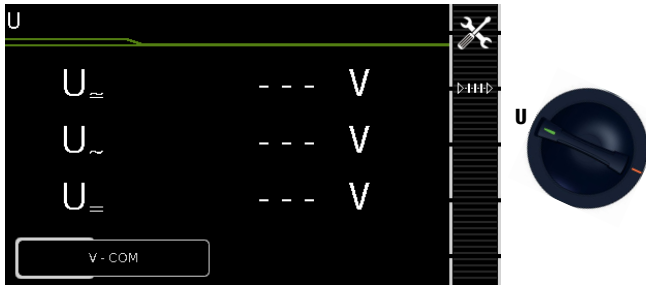 U
U≃ - - - V
U~ - - - V
U= - - - V
V - COM
U